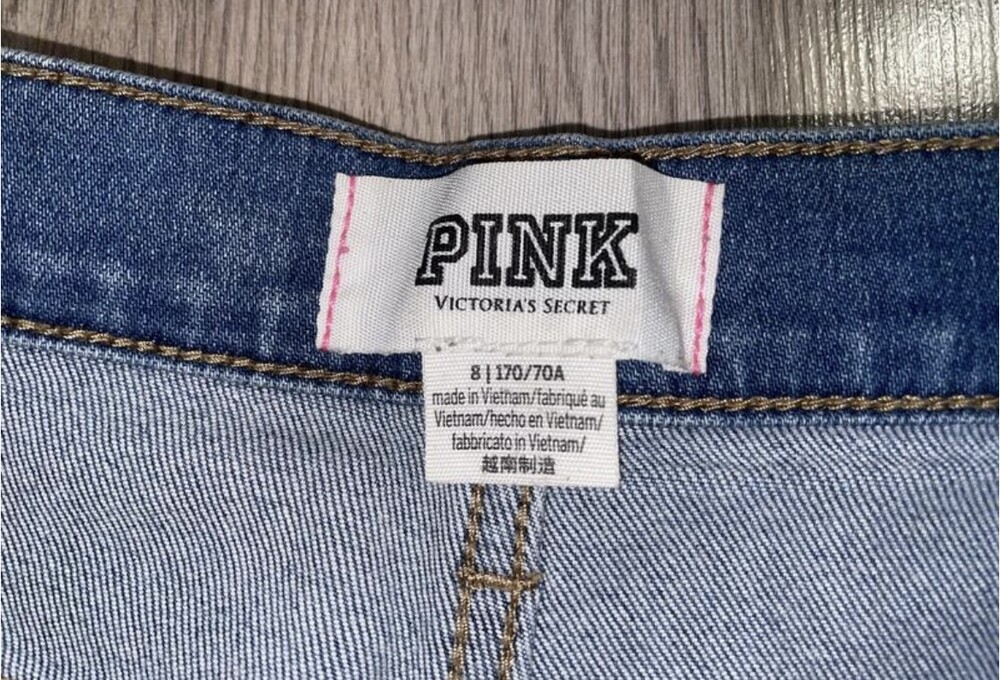 PINK
VICTORIA'S SECRET
8 | 170/70A
made in Vietnam/fabriqué au
Vietnam/hecho en Vietnam/
fabbricato in Vietnam/
越南制造